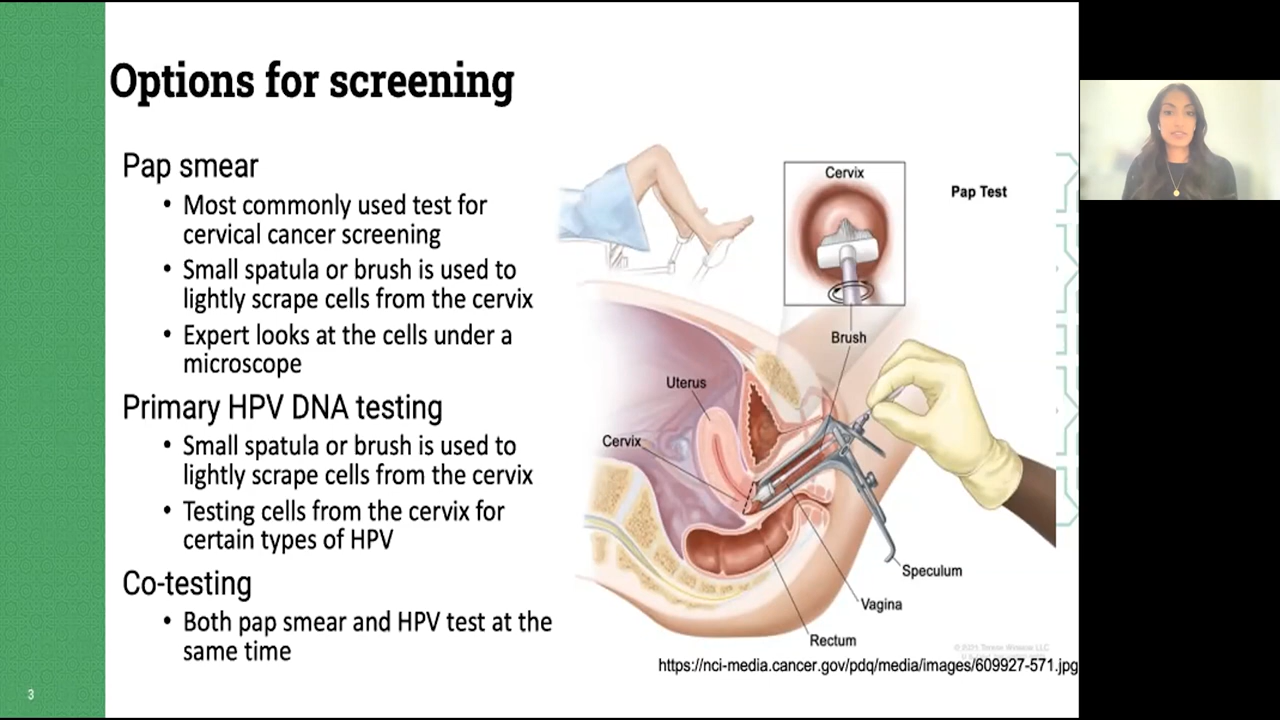 Options for screening
Pap smear
• Most commonly used test for
cervical cancer screening
• Small spatula or brush is used to
lightly scrape cells from the cervix
• Expert looks at the cells under a
microscope
Primary HPV DNA testing
• Small spatula or brush is used to
lightly scrape cells from the cervix
• Testing cells from the cervix for
certain types of HPV
Co-testing
• Both pap smear and HPV test at the
same time
3
Cervix
Pap Test
Brush
Uterus
Cervix
Speculum
Vagina
Rectum
https://nci-media.cancer.gov/pdq/media/images/609927-571.jpg